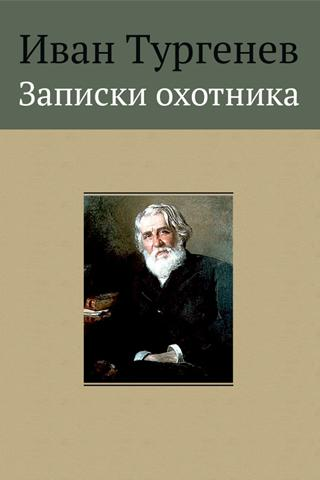 Иван Тургенев
Записки охотника